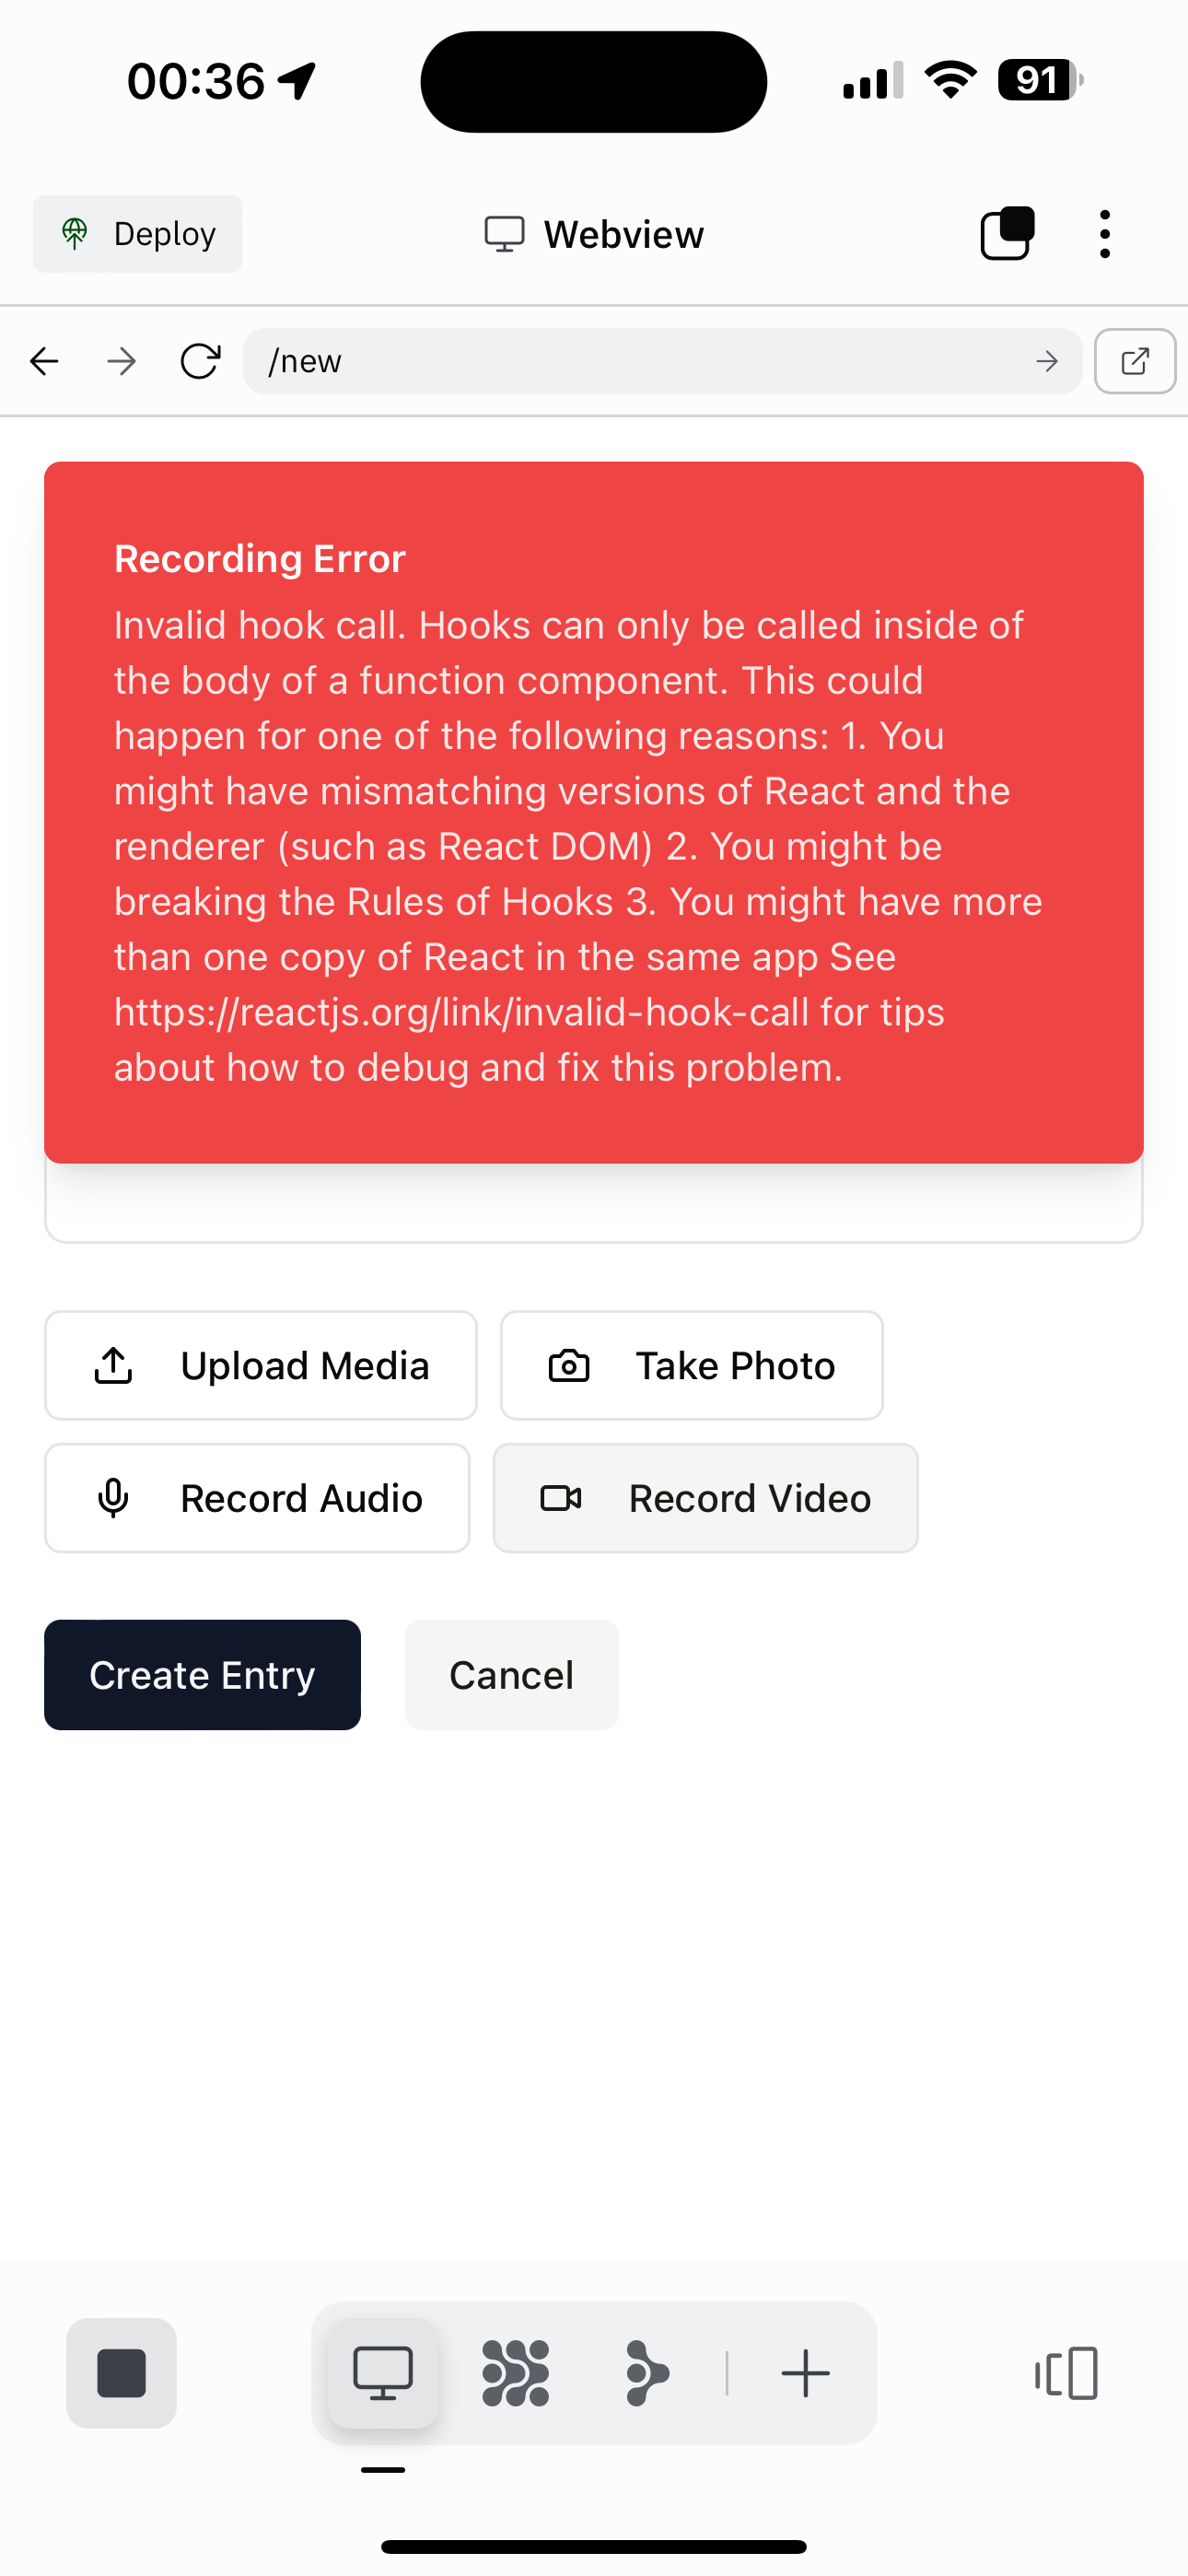 00:36
91
Deploy
Webview
/new
Recording Error
Invalid hook call. Hooks can only be called inside of
the body of a function component. This could
happen for one of the following reasons: 1. You
might have mismatching versions of React and the
renderer (such as React DOM) 2. You might be
breaking the Rules of Hooks 3. You might have more
than one copy of React in the same app See
https://reactjs.org/link/invalid-hook-call for tips
about how to debug and fix this problem.
Upload Media
Take Photo
Record Audio
Record Video
Create Entry
Cancel